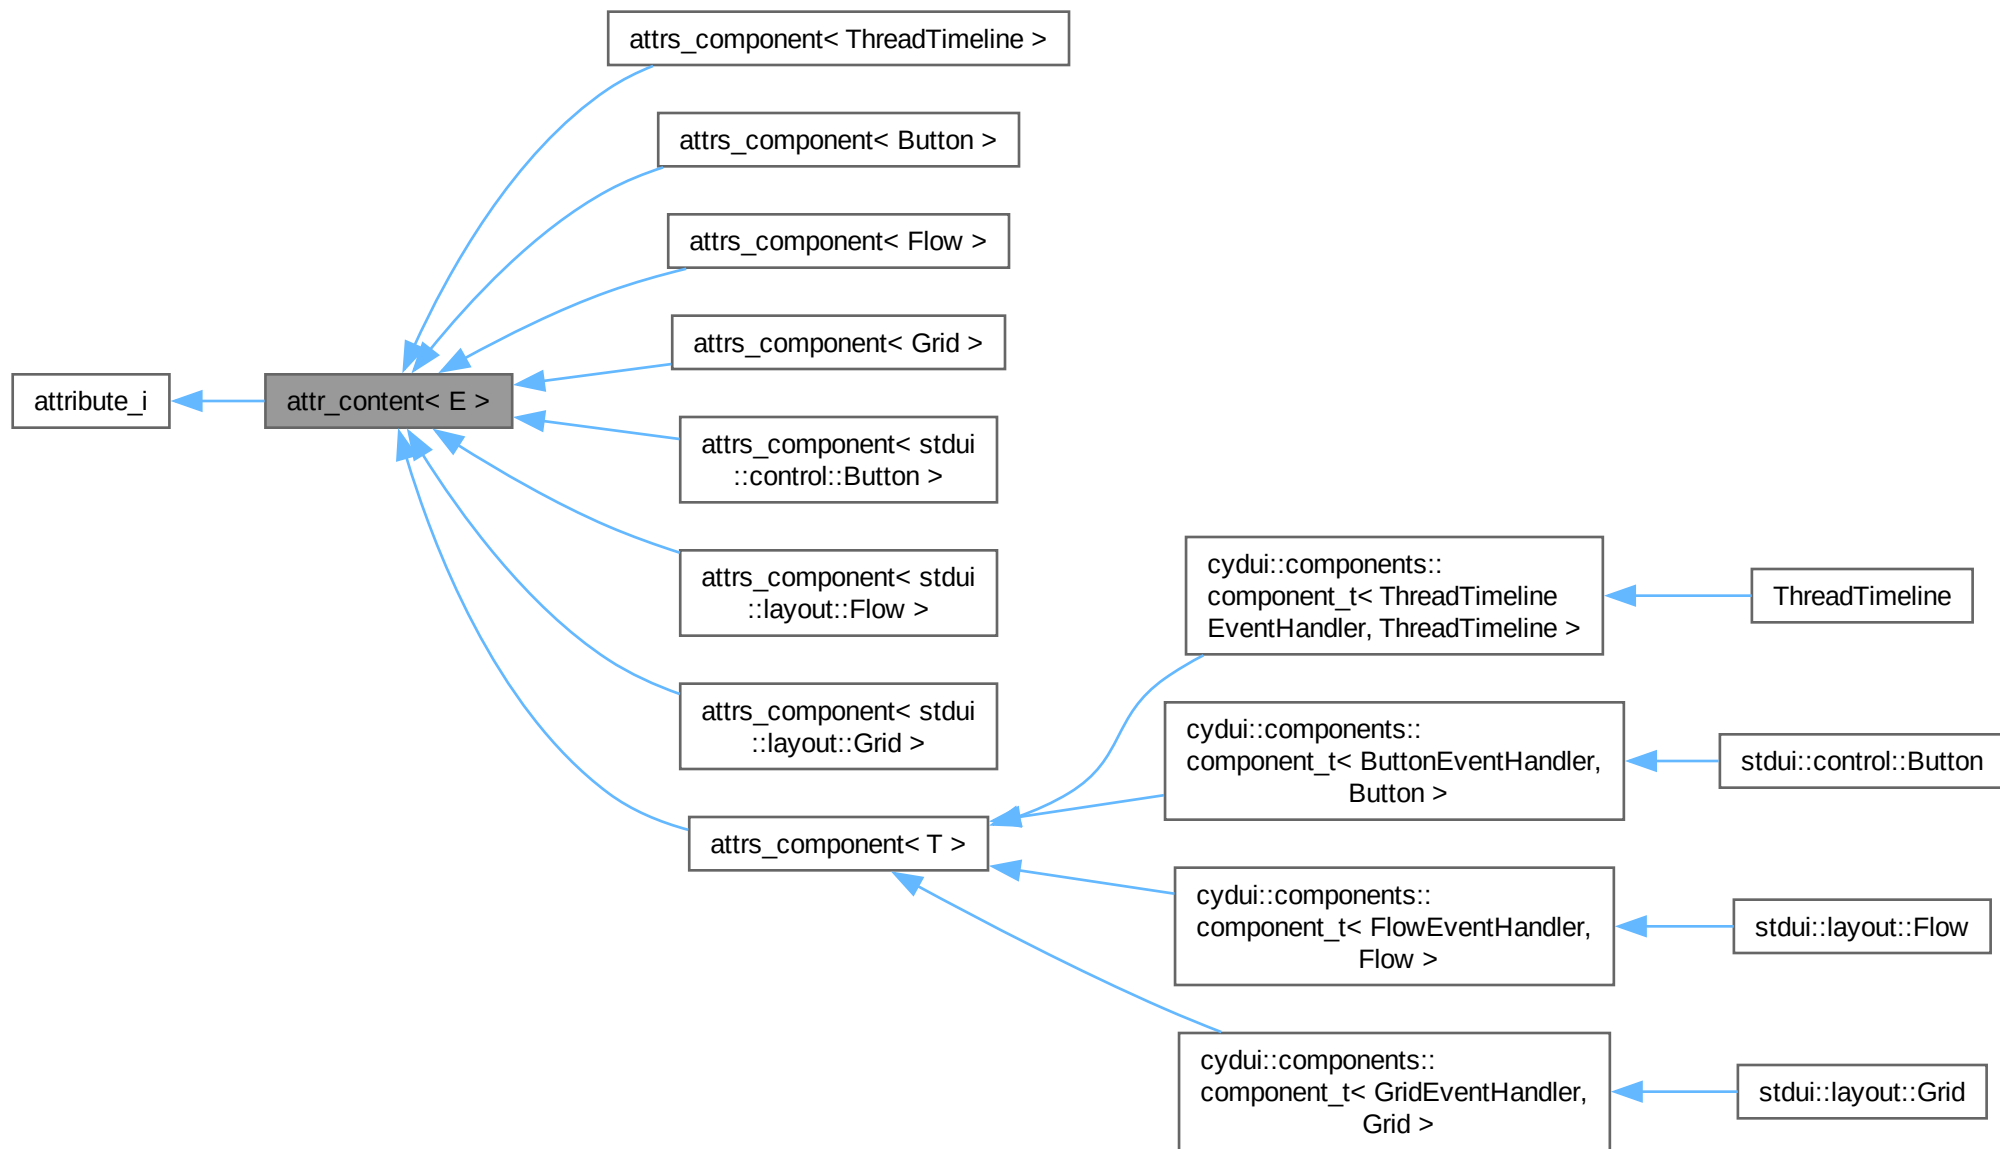 attrs_component< ThreadTimeline >
attrs_component< Button >
attrs_component< Flow >
attrs_component< Grid >
attribute_i
attr_content< E >
attrs_component< stdui
::control::Button >
attrs_component< stdui
::layout::Flow >
attrs_component< stdui
::layout::Grid >
attrs_component< T >
cydui::components::
component_t< ThreadTimeline
EventHandler, ThreadTimeline >
ThreadTimeline
cydui::components::
component_t< ButtonEventHandler,
Button >
stdui::control::Button
cydui::components::
component_t< FlowEventHandler,
Flow >
stdui::layout::Flow
cydui::components::
component_t< GridEventHandler,
Grid >
stdui::layout::Grid